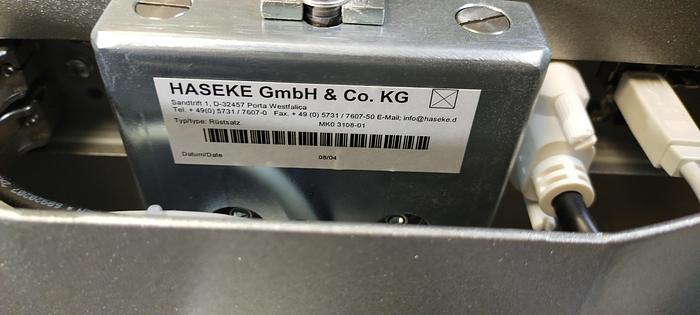 HASEKE GmbH & Co. KG
Sandtrift 1, D-32457 Porta Westfalica
Tel. + 49(0) 5731 / 7607-0 Fax. + 49 (0) 5731 / 7607-50 E-Mail; info@haseke.d
Typ/type: Rüstsatz MK0 3108-01
Datum/Date 08/04